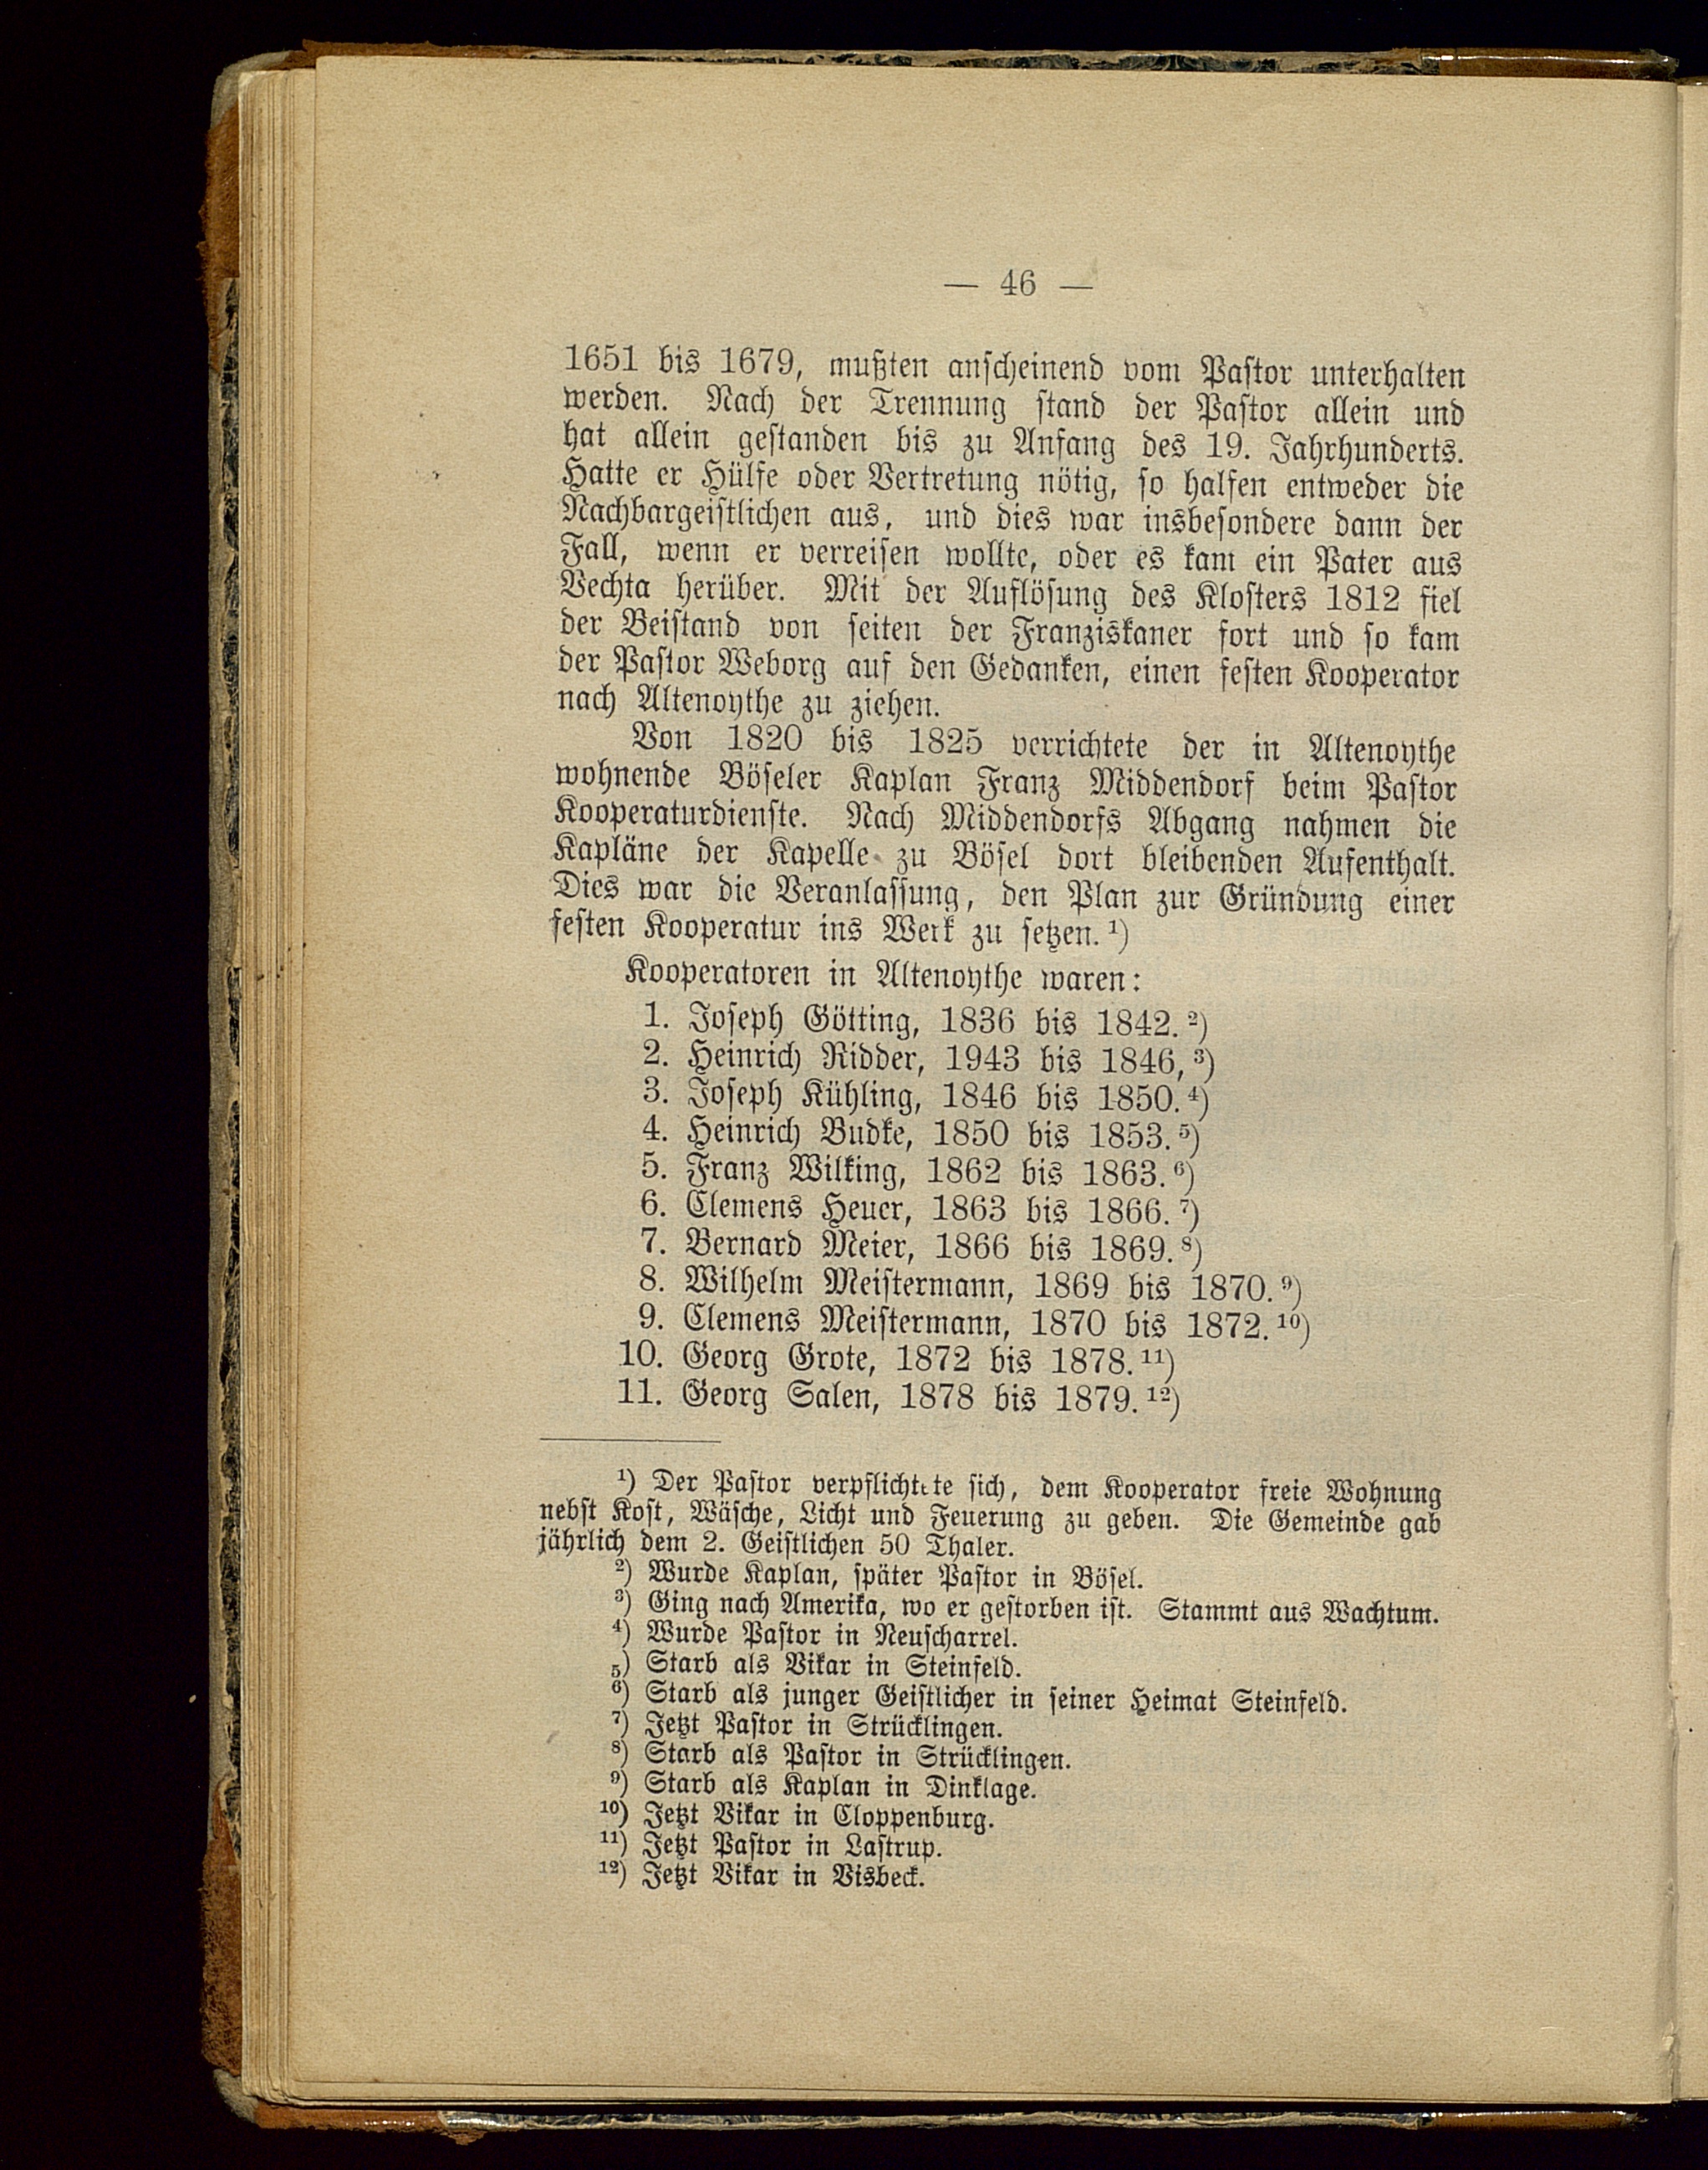 — 46 —
1651 bis 1679, mußten anscheinend vom Pastor unterhalten
werden. Nach der Trennung stand der Pastor allein und
hat allein gestanden bis zu Anfang des 19. Jahrhunderts.
Hatte er Hülfe oder Vertretung nötig, so halfen entweder die
Nachbargeistlichen aus, und dies war insbesondere dann der
Fall, wenn er verreisen wollte, oder es kam ein Pater aus
Vechta herüber. Mit der Auflösung des Klosters 1812 fiel
der Beistand von seiten der Franziskaner fort und so kam
der Pastor Weborg auf den Gedanken, einen festen Kooperator
nach Altenoythe zu ziehen.
Von 1820 bis 1825 verrichtete der in Altenoythe
wohnende Böseler Kaplan Franz Middendorf beim Pastor
Kooperaturdienste. Nach Middendorfs Abgang nahmen die
Kapläne der Kapelle zu Bösel dort bleibenden Aufenthalt.
Dies war die Veranlassung, den Plan zur Gründung einer
festen Kooperatur ins Werk zu setzen. ¹)
Kooperatoren in Altenoythe waren:
1. Joseph Götting, 1836 bis 1842. ²)
2. Heinrich Ridder, 1943 bis 1846, ³)
3. Joseph Kühling, 1846 bis 1850. ⁴)
4. Heinrich Budke, 1850 bis 1853. ⁵)
5. Franz Wilking, 1862 bis 1863. ⁶)
6. Clemens Heuer, 1863 bis 1866. ⁷)
7. Bernard Meier, 1866 bis 1869. ⁸)
8. Wilhelm Meistermann, 1869 bis 1870. ⁹)
9. Clemens Meistermann, 1870 bis 1872. ¹⁰)
10. Georg Grote, 1872 bis 1878. ¹¹)
11. Georg Salen, 1878 bis 1879. ¹²)
¹) Der Pastor verpflichtete sich, dem Kooperator freie Wohnung
nebst Kost, Wäsche, Licht und Feuerung zu geben. Die Gemeinde gab
jährlich dem 2. Geistlichen 50 Thaler.
²) Wurde Kaplan, später Pastor in Bösel.
³) Ging nach Amerika, wo er gestorben ist. Stammt aus Wachtum.
⁴) Wurde Pastor in Neuscharrel.
₅) Starb als Vikar in Steinfeld.
⁶) Starb als junger Geistlicher in seiner Heimat Steinfeld.
⁷) Jetzt Pastor in Strücklingen.
⁸) Starb als Pastor in Strücklingen.
⁹) Starb als Kaplan in Dinklage.
¹⁰) Jetzt Vikar in Cloppenburg.
¹¹) Jetzt Pastor in Lastrup.
¹²) Jetzt Vikar in Visbeck.